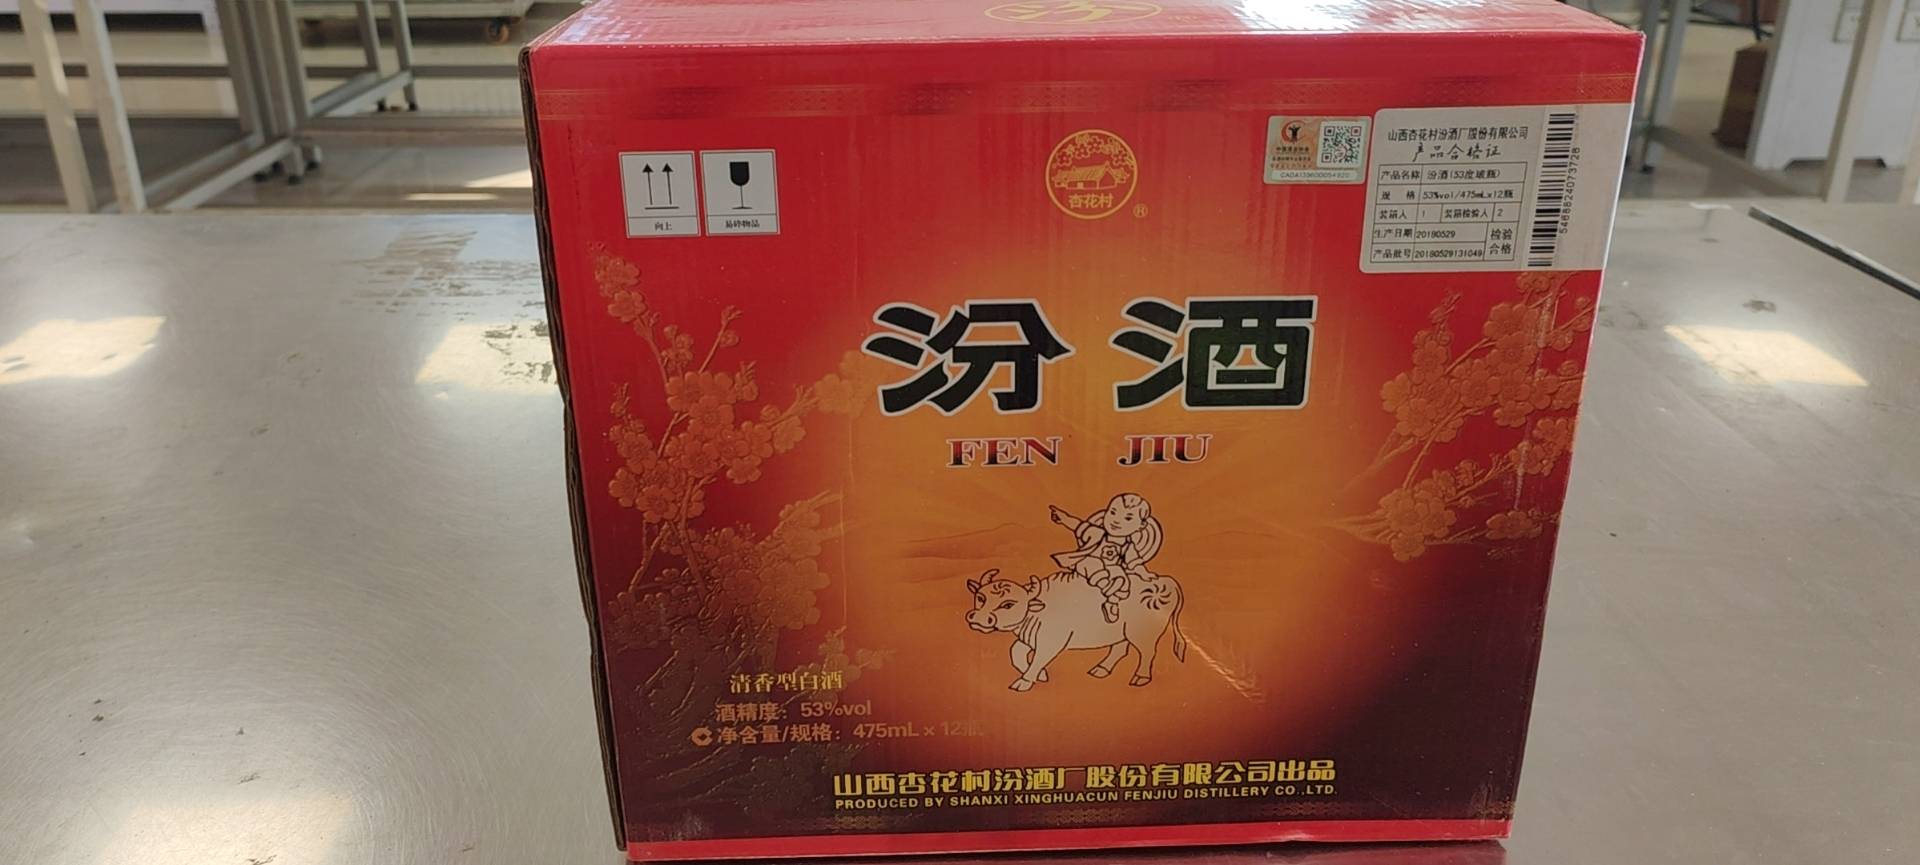 汾
向上
易碎物品
杏花村
®
CADA139600054920
山西杏花村汾酒厂股份有限公司
产品合格证
产品名称 汾酒(53度玻瓶)
规 格 53%vol/475mL×12瓶
装箱人 1 装箱检验人 2
生产日期 20180529 检验
产品批号 20180529131049 合格
汾酒
FEN JIU
清香型白酒
酒精度：53%vol
净含量/规格：475mL×12瓶
山西杏花村汾酒厂股份有限公司出品
PRODUCED BY SHANXI XINGHUACUN FENJIU DISTILLERY CO.,LTD.